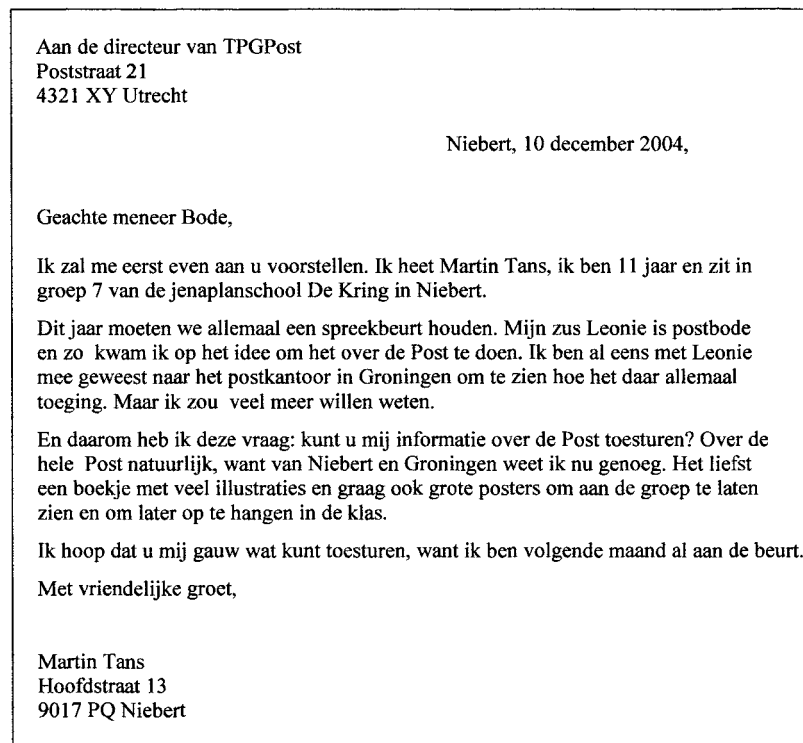 Aan de directeur van TPGPost
Poststraat 21
4321 XY Utrecht
Niebert, 10 december 2004,
Geachte meneer Bode,
Ik zal me eerst even aan u voorstellen. Ik heet Martin Tans, ik ben 11 jaar en zit in
groep 7 van de jenaplanschool De Kring in Niebert.
Dit jaar moeten we allemaal een spreekbeurt houden. Mijn zus Leonie is postbode
en zo kwam ik op het idee om het over de Post te doen. Ik ben al eens met Leonie
mee geweest naar het postkantoor in Groningen om te zien hoe het daar allemaal
toeging. Maar ik zou veel meer willen weten.
En daarom heb ik deze vraag: kunt u mij informatie over de Post toesturen? Over de
hele Post natuurlijk, want van Niebert en Groningen weet ik nu genoeg. Het liefst
een boekje met veel illustraties en graag ook grote posters om aan de groep te laten
zien en om later op te hangen in de klas.
Ik hoop dat u mij gauw wat kunt toesturen, want ik ben volgende maand al aan de beurt.
Met vriendelijke groet,
Martin Tans
Hoofdstraat 13
9017 PQ Niebert